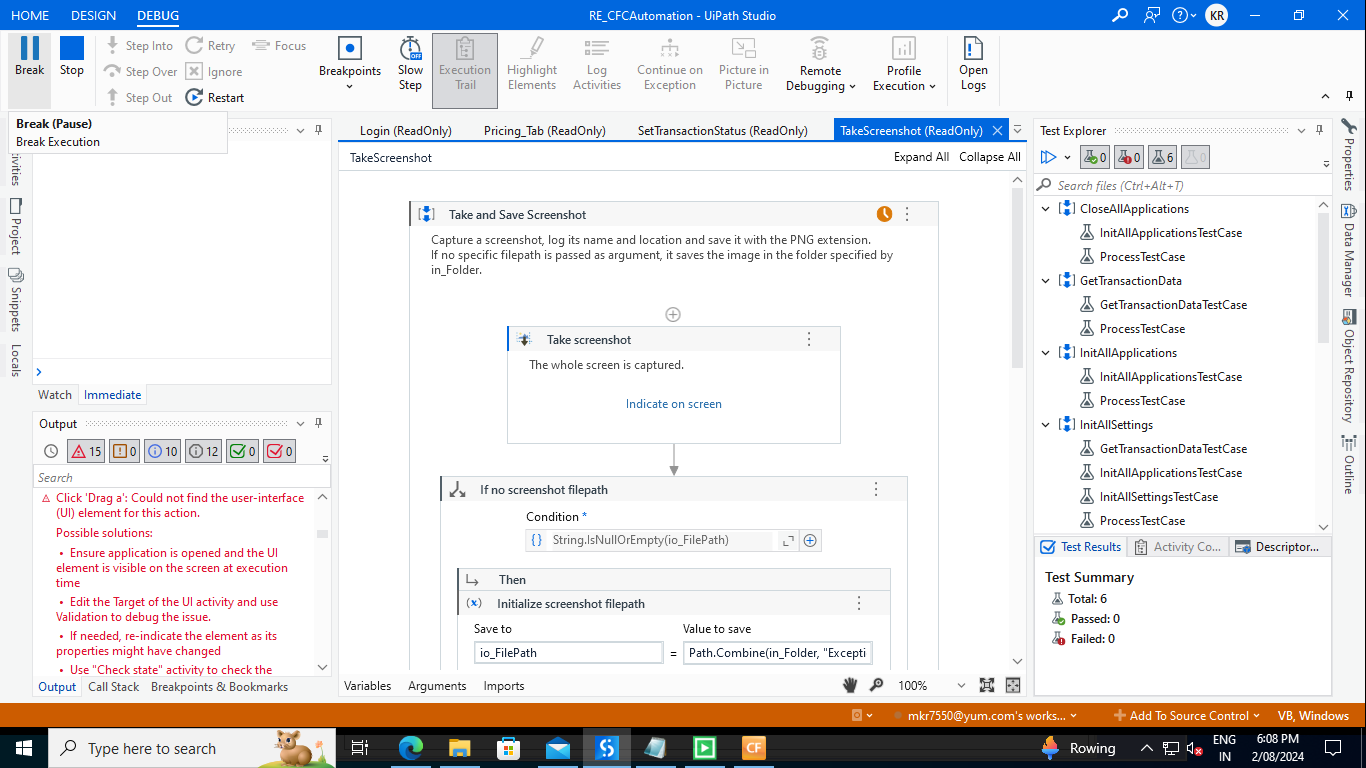 HOME
DESIGN
DEBUG
RE_CFCAutomation - UiPath Studio
KR
Break
Stop
Step Into
Step Over
Step Out
Retry
Ignore
Restart
Focus
Breakpoints
Slow
Step
OFF
Execution
Trail
Highlight
Elements
Log
Activities
Continue on
Exception
Picture in
Picture
Remote
Debugging
Profile
Execution
Open
Logs
Break (Pause)
Break Execution
Project
Snippets
Locals
Watch
Immediate
Output
15
0
10
12
0
0
Search
Click 'Drag a': Could not find the user-interface
(UI) element for this action.
Possible solutions:
• Ensure application is opened and the UI
element is visible on the screen at execution
time
• Edit the Target of the UI activity and use
Validation to debug the issue.
• If needed, re-indicate the element as its
properties might have changed
• Use "Check state" activity to check the
Output
Call Stack
Breakpoints & Bookmarks
Login (ReadOnly)
Pricing_Tab (ReadOnly)
SetTransactionStatus (ReadOnly)
TakeScreenshot (ReadOnly)
TakeScreenshot
Expand All
Collapse All
Take and Save Screenshot
Capture a screenshot, log its name and location and save it with the PNG extension.
If no specific filepath is passed as argument, it saves the image in the folder specified by
in_Folder.
Take screenshot
The whole screen is captured.
Indicate on screen
If no screenshot filepath
Condition *
String.IsNullOrEmpty(io_FilePath)
Then
Initialize screenshot filepath
Save to
Value to save
io_FilePath
=
Path.Combine(in_Folder, "Excepti
Variables
Arguments
Imports
100%
Test Explorer
0
0
6
0
Search files (Ctrl+Alt+T)
CloseAllApplications
InitAllApplicationsTestCase
ProcessTestCase
GetTransactionData
GetTransactionDataTestCase
ProcessTestCase
InitAllApplications
InitAllApplicationsTestCase
ProcessTestCase
InitAllSettings
GetTransactionDataTestCase
InitAllApplicationsTestCase
InitAllSettingsTestCase
ProcessTestCase
Test Results
Activity Co...
Descriptor...
Test Summary
Total: 6
Passed: 0
Failed: 0
Properties
Data Manager
Object Repository
Outline
mkr7550@yum.com's works...
Add To Source Control
VB, Windows
Type here to search
CF
Rowing
ENG
IN
6:08 PM
2/08/2024